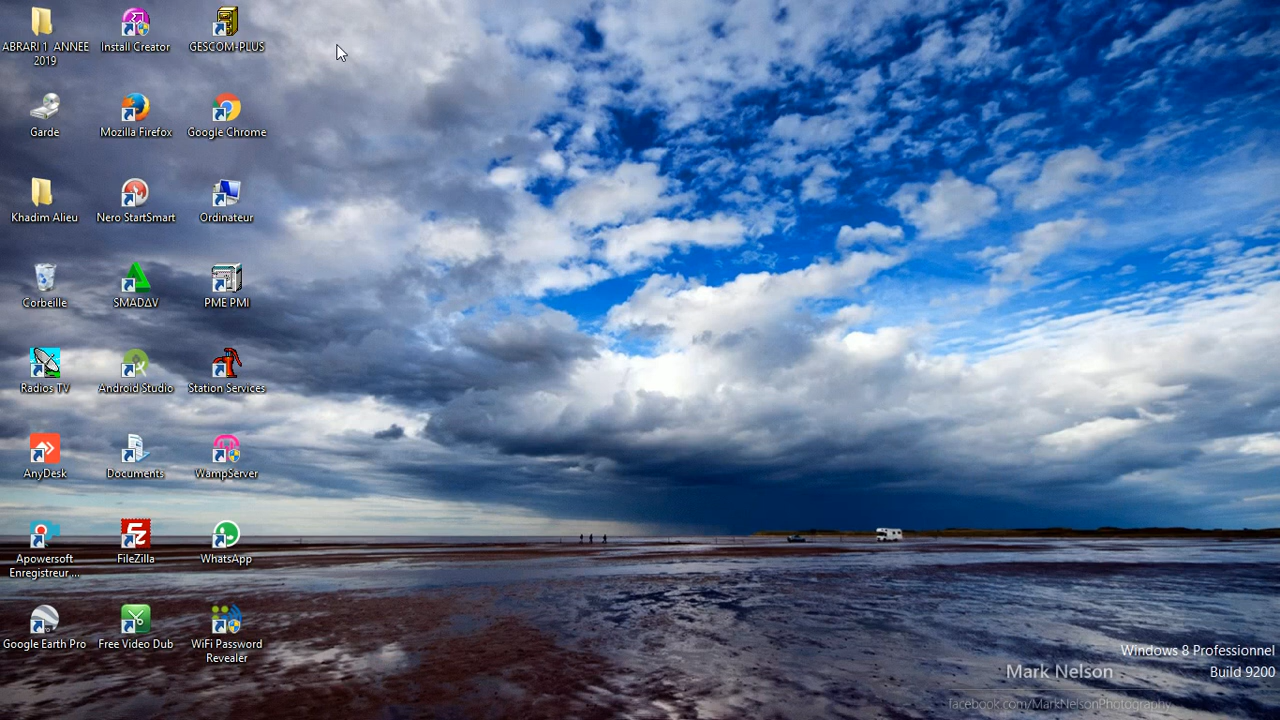 ABRARI 1 ANNEE
2019
Install Creator
GESCOM-PLUS
Garde
Mozilla Firefox
Google Chrome
Khadim Alieu
Nero StartSmart
Ordinateur
Corbeille
SMADΔV
PME PMI
Radios TV
Android Studio
Station Services
AnyDesk
Documents
WampServer
Apowersoft
Enregistreur ...
FileZilla
WhatsApp
Google Earth Pro
Free Video Dub
WiFi Password
Revealer
Windows 8 Professionnel
Build 9200
Mark Nelson
facebook.com/MarkNelsonPhotography